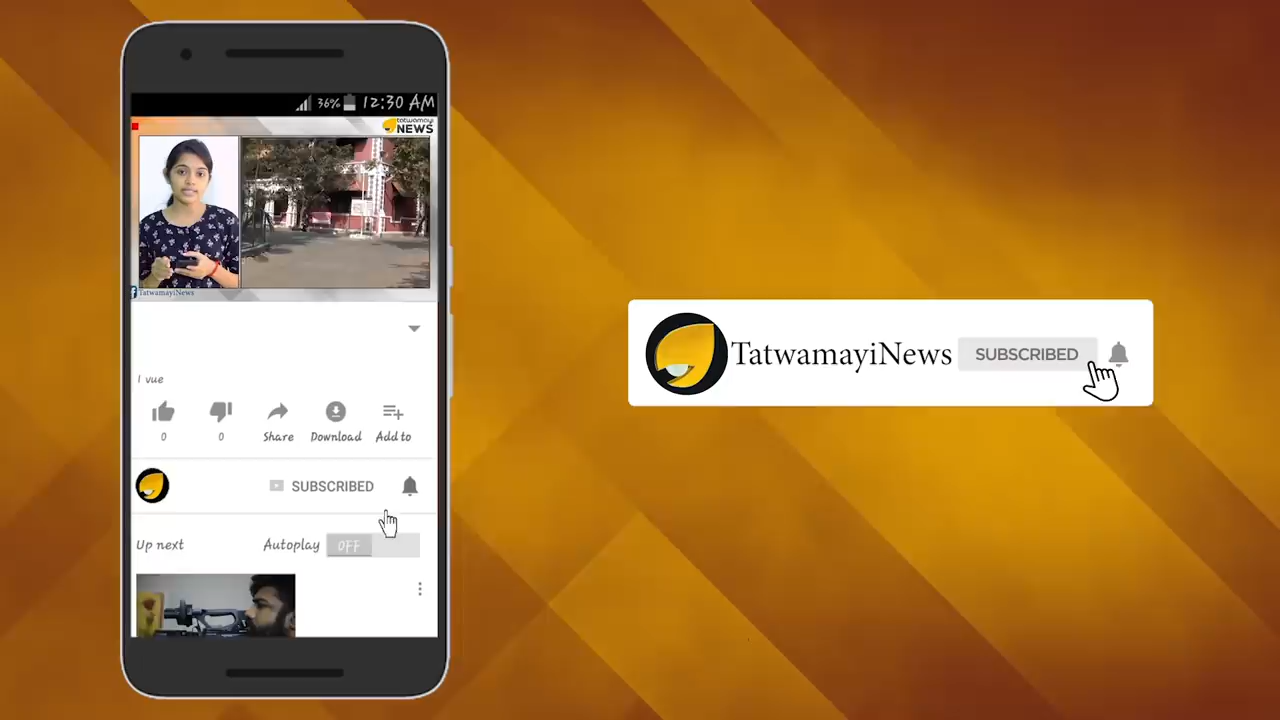 36% 12:30 AM
tatwamayi
NEWS
TatwamayiNews
1 vue
0 0 Share Download Add to
SUBSCRIBED
Up next Autoplay OFF
TatwamayiNews SUBSCRIBED